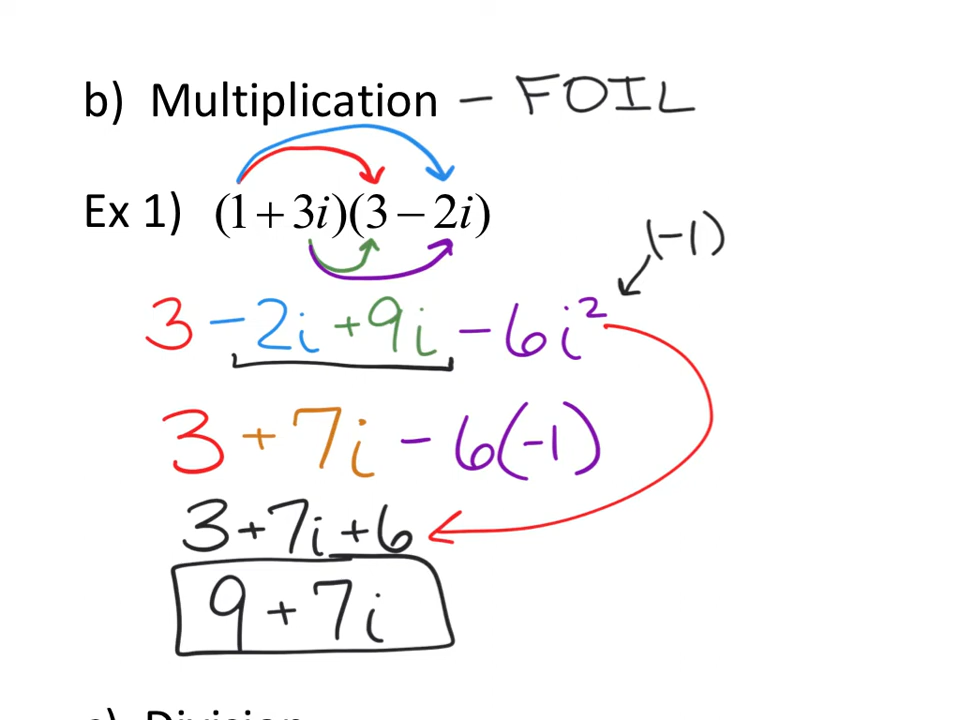 b) Multiplication – FOIL
Ex 1) (1 + 3i)(3 − 2i)
(-1)
3 - 2i + 9i - 6i²
3 + 7i - 6(-1)
3+7i+6
9 + 7i
c) Division